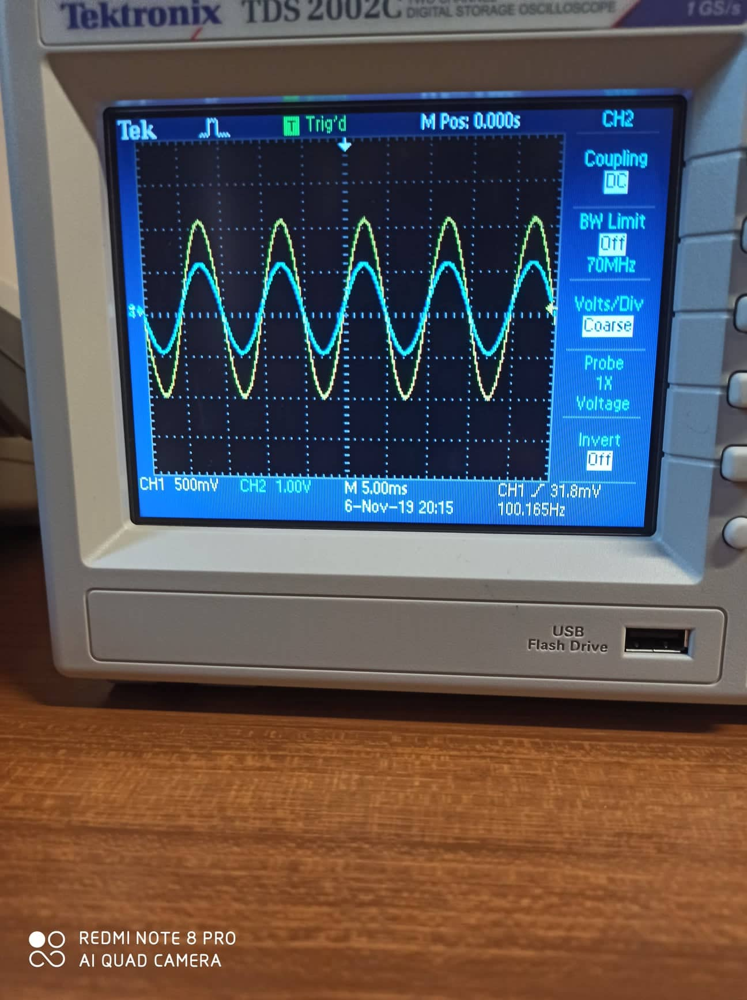 Tektronix TDS 2002C DIGITAL STORAGE OSCILLOSCOPE 1 GS/s
Tek T Trig'd M Pos: 0.000s CH2
Coupling
DC
BW Limit
Off
70MHz
Volts/Div
Coarse
Probe
1X
Voltage
Invert
Off
CH1 500mV CH2 1.00V M 5.00ms CH1 31.8mV
6-Nov-19 20:15 100.165Hz
USB
Flash Drive
REDMI NOTE 8 PRO
AI QUAD CAMERA